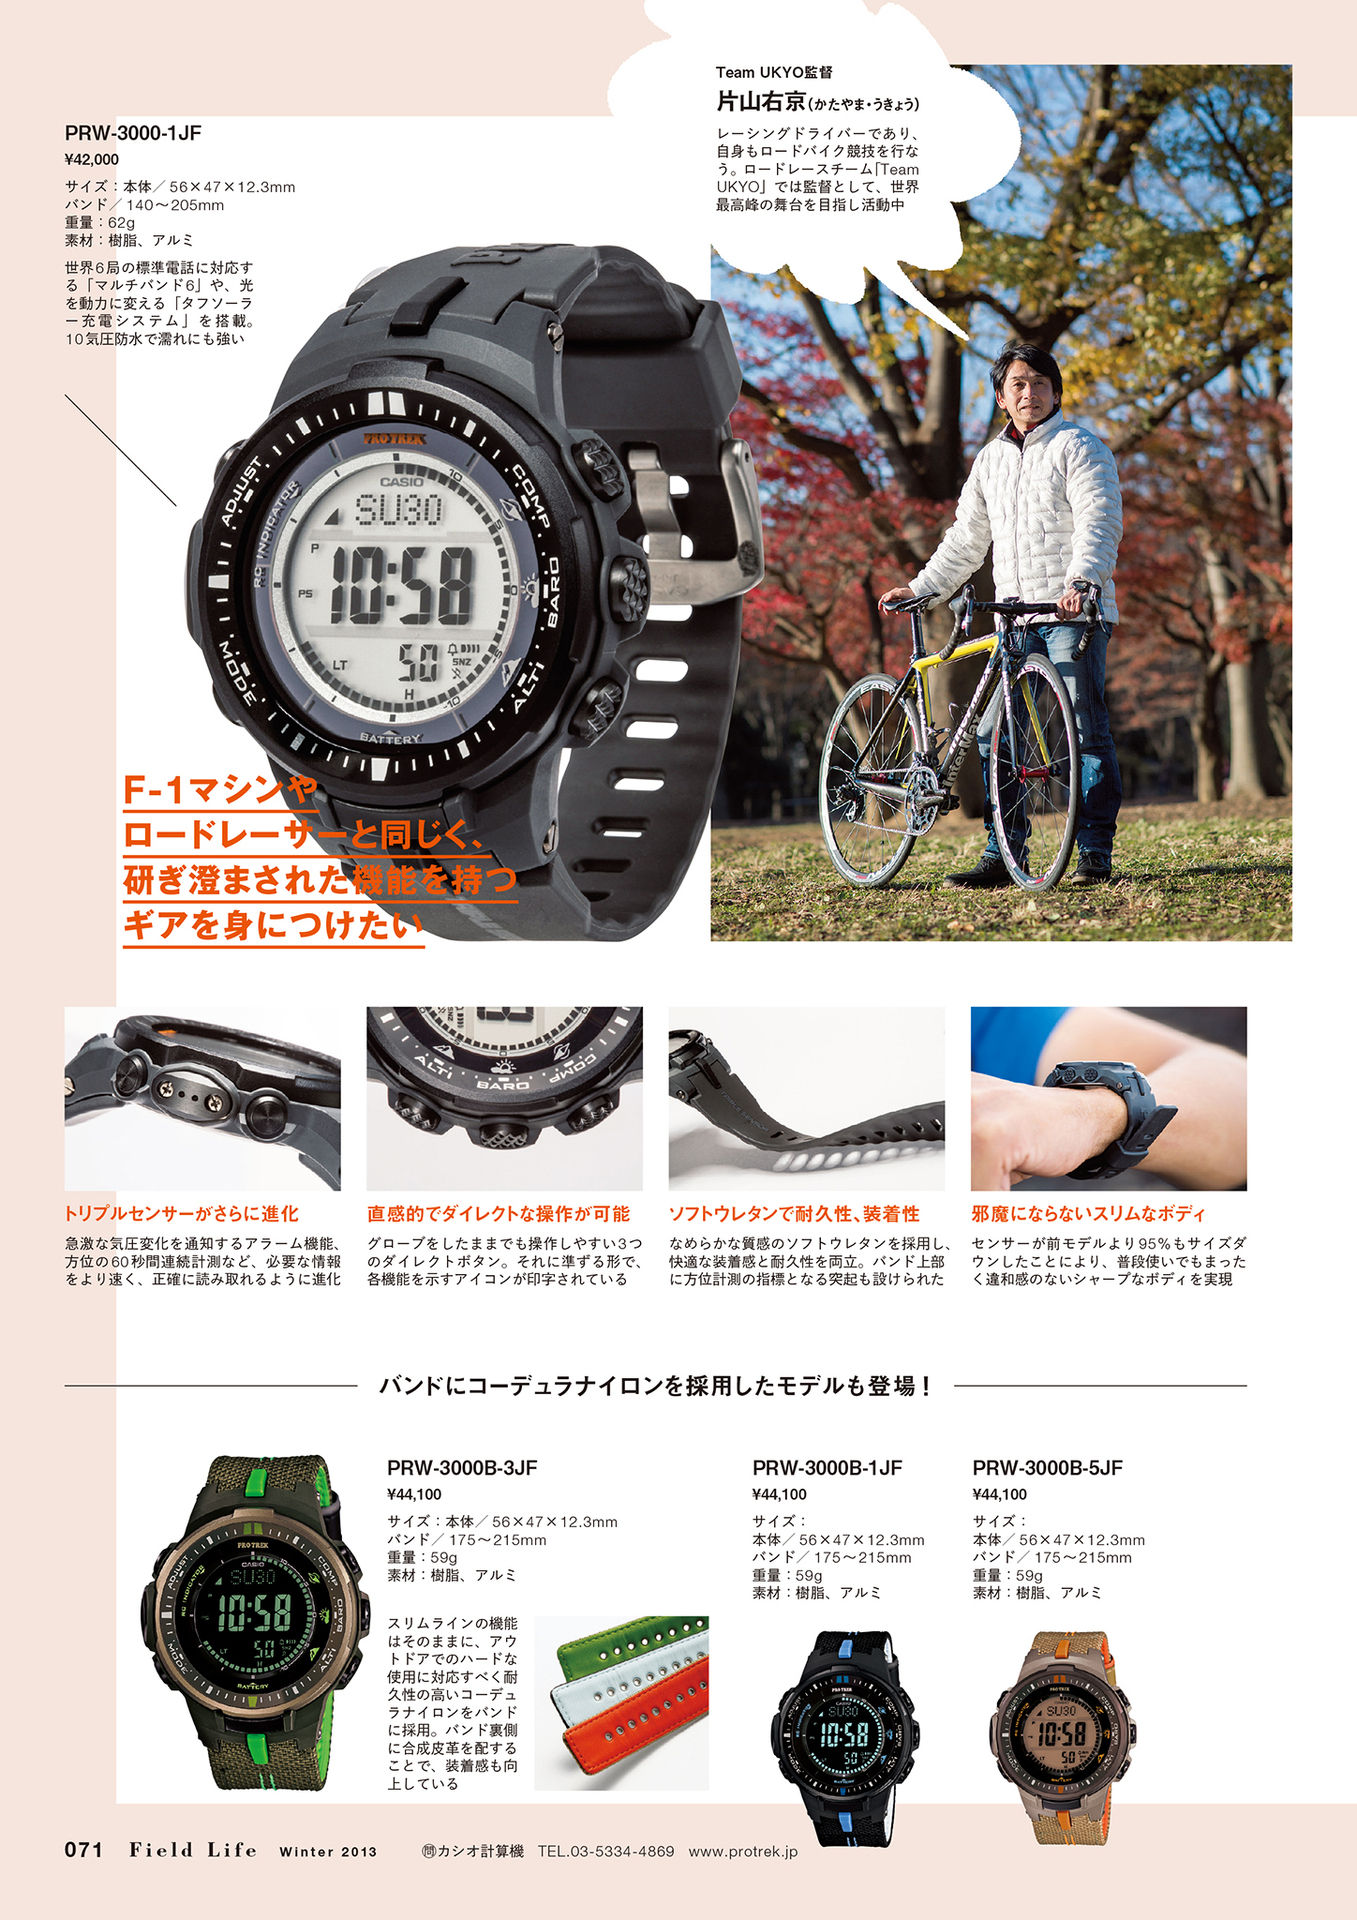 Team UKYO監督
片山右京(かたやま・うきょう)
レーシングドライバーであり、
自身もロードバイク競技を行な
う。ロードレースチーム「Team
UKYO」では監督として、世界
最高峰の舞台を目指し活動中
PRW-3000-1JF
¥42,000
サイズ：本体／56×47×12.3mm
バンド／140〜205mm
重量：62g
素材：樹脂、アルミ
世界6局の標準電話に対応す
る「マルチバンド6」や、光
を動力に変える「タフソーラ
ー充電システム」を搭載。
10気圧防水で濡れにも強い
PROTREK
CASIO
ADJUST
COMP
RC INDICATOR
SU30
P
10:58
PS
BARO
50
SNZ
LT
H
MODE
ALTI
10
5
-5
-10
BATTERY
F-1マシンや
ロードレーサーと同じく、
研ぎ澄まされた機能を持つ
ギアを身につけたい
ALTI
BARO
COMP
トリプルセンサーがさらに進化
急激な気圧変化を通知するアラーム機能、
方位の60秒間連続計測など、必要な情報
をより速く、正確に読み取れるように進化
直感的でダイレクトな操作が可能
グローブをしたままでも操作しやすい3つ
のダイレクトボタン。それに準ずる形で、
各機能を示すアイコンが印字されている
ソフトウレタンで耐久性、装着性
なめらかな質感のソフトウレタンを採用し、
快適な装着感と耐久性を両立。バンド上部
に方位計測の指標となる突起も設けられた
邪魔にならないスリムなボディ
センサーが前モデルより95％もサイズダ
ウンしたことにより、普段使いでもまった
く違和感のないシャープなボディを実現
バンドにコーデュラナイロンを採用したモデルも登場！
PRW-3000B-3JF
¥44,100
サイズ：本体／56×47×12.3mm
バンド／175〜215mm
重量：59g
素材：樹脂、アルミ
スリムラインの機能
はそのままに、アウ
トドアでのハードな
使用に対応すべく耐
久性の高いコーデュ
ラナイロンをバンド
に採用。バンド裏側
に合成皮革を配する
ことで、装着感も向
上している
PRO TREK
CASIO
ADJUST
COMP
RC INDICATOR
SU30
10:58
BARO
LT
50
MODE
ALTI
BATTERY
PRW-3000B-1JF
¥44,100
サイズ：
本体／56×47×12.3mm
バンド／175〜215mm
重量：59g
素材：樹脂、アルミ
PRO TREK
SU30
10:58
50
PRW-3000B-5JF
¥44,100
サイズ：
本体／56×47×12.3mm
バンド／175〜215mm
重量：59g
素材：樹脂、アルミ
PRO TREK
SU30
10:58
50
071 Field Life Winter 2013 ㉄カシオ計算機 TEL.03-5334-4869 www.protrek.jp